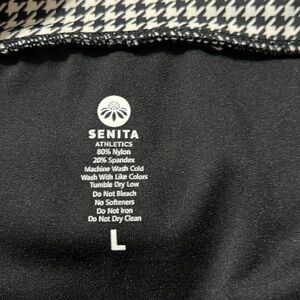 SENITA
ATHLETICS
80% Nylon
20% Spandex
Machine Wash Cold
Wash With Like Colors
Tumble Dry Low
Do Not Bleach
No Softeners
Do Not Iron
Do Not Dry Clean
L